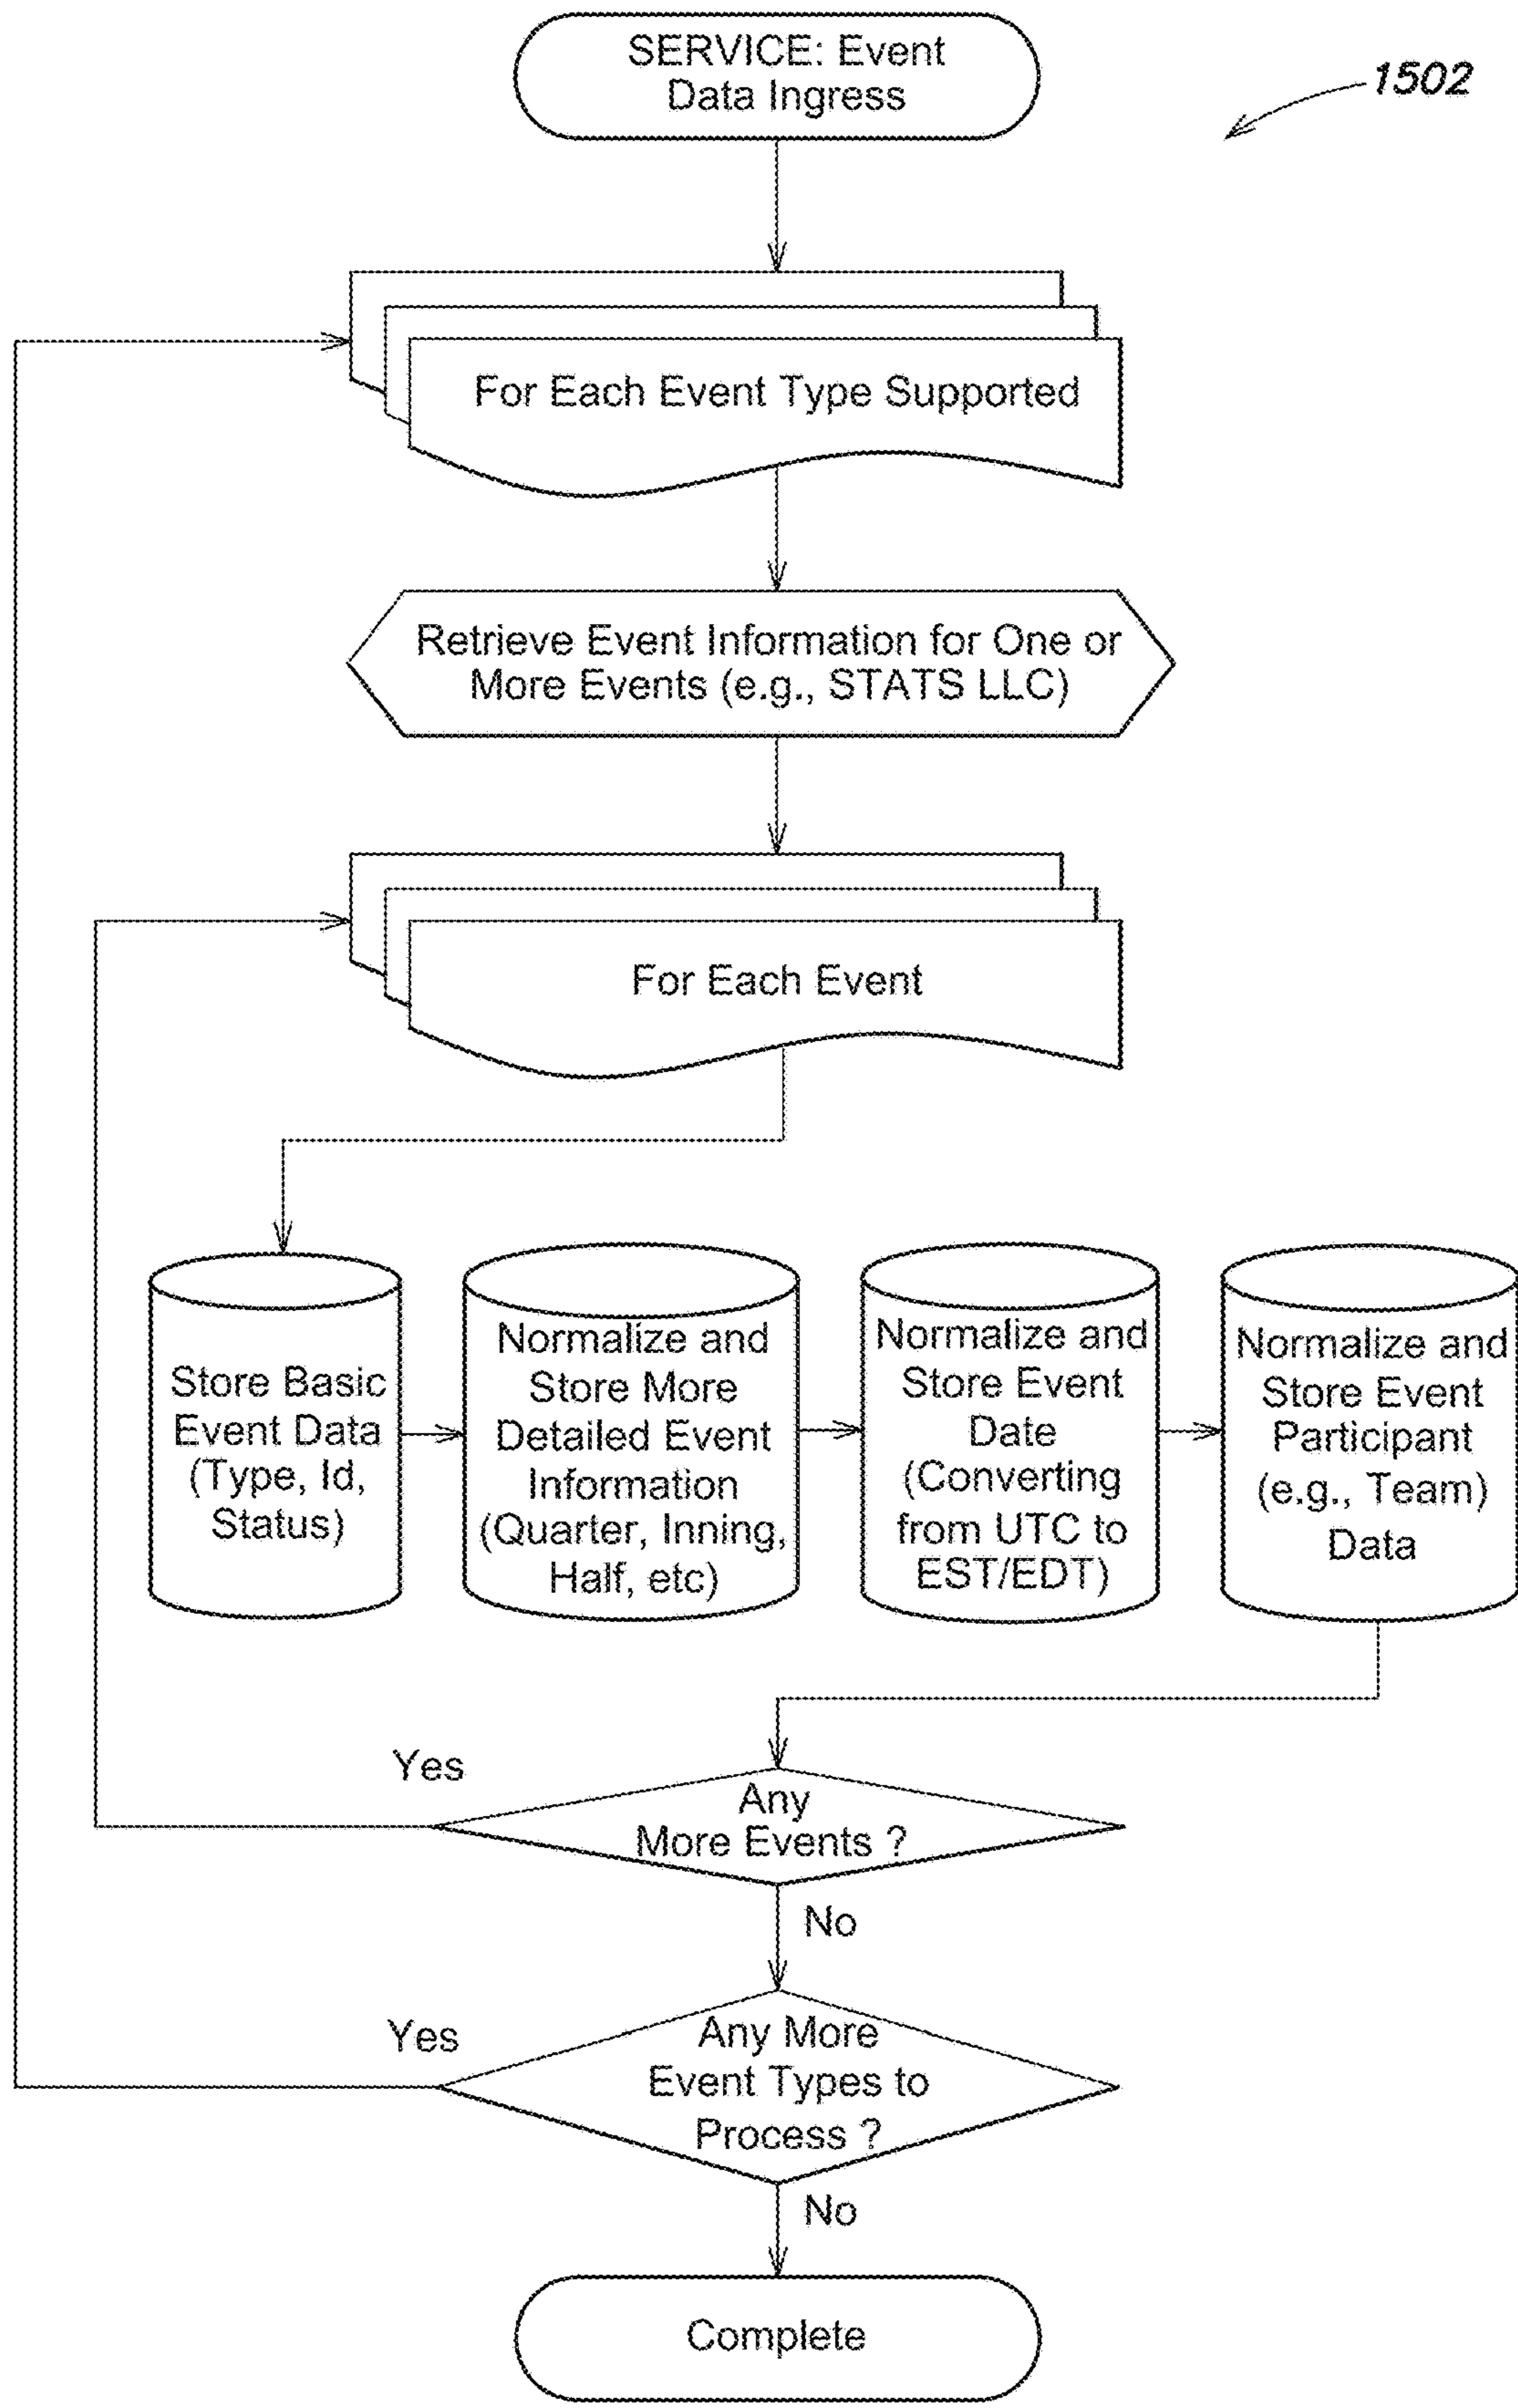 SERVICE: Event
Data Ingress
1502
For Each Event Type Supported
Retrieve Event Information for One or
More Events (e.g., STATS LLC)
For Each Event
Store Basic
Event Data
(Type, Id,
Status)
Normalize and
Store More
Detailed Event
Information
(Quarter, Inning,
Half, etc)
Normalize and
Store Event
Date
(Converting
from UTC to
EST/EDT)
Normalize and
Store Event
Participant
(e.g., Team)
Data
Yes
Any
More Events ?
No
Yes
Any More
Event Types to
Process ?
No
Complete